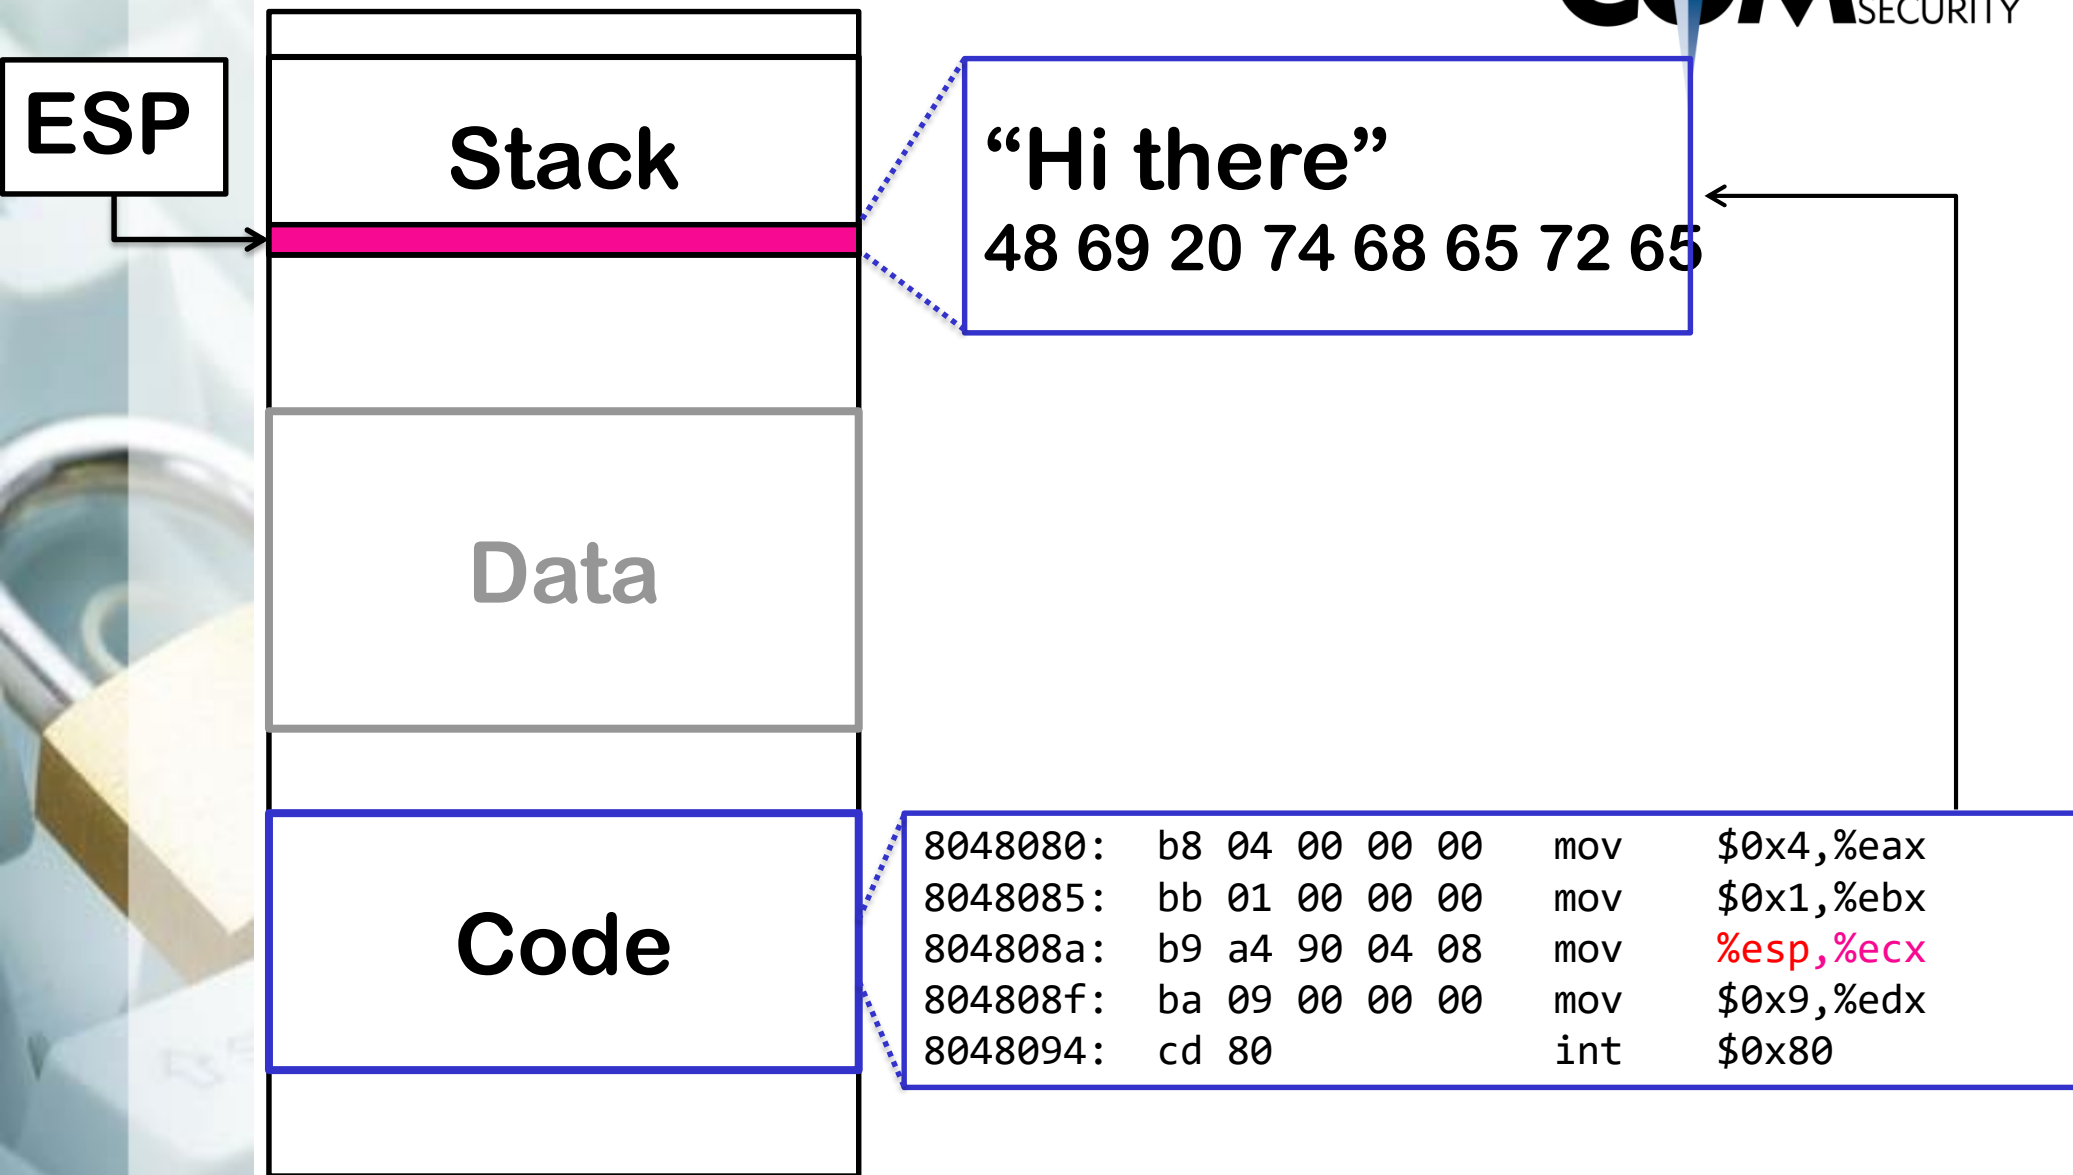 SECURITY
ESP
Stack
“Hi there”
48 69 20 74 68 65 72 65
Data
Code
8048080: b8 04 00 00 00 mov $0x4,%eax
8048085: bb 01 00 00 00 mov $0x1,%ebx
804808a: b9 a4 90 04 08 mov %esp,%ecx
804808f: ba 09 00 00 00 mov $0x9,%edx
8048094: cd 80 int $0x80